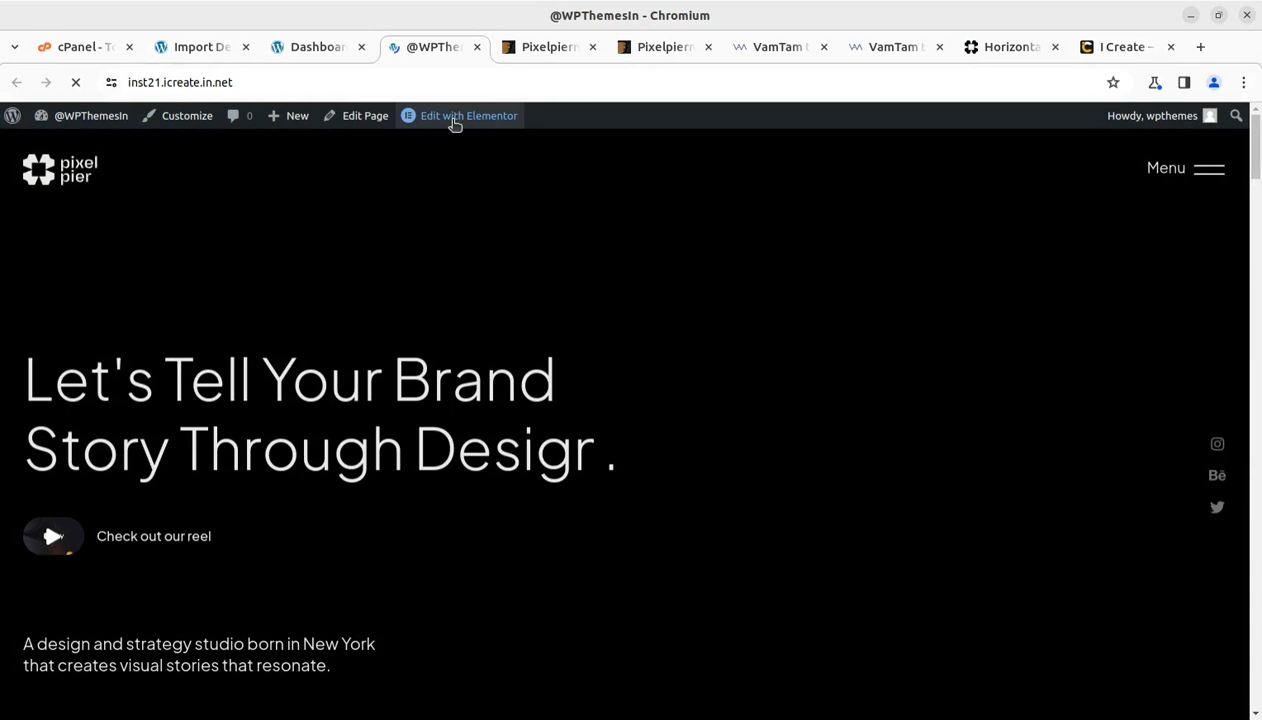 @WPThemesIn - Chromium
cPanel - To
Import De
Dashboar
@WPThe
Pixelpier
Pixelpier
VamTam t
VamTam t
Horizonta
I Create –
inst21.icreate.in.net
@WPThemesIn
Customize
0
New
Edit Page
Edit with Elementor
Howdy, wpthemes
pixel
pier
Menu
Let's Tell Your Brand
Story Through Desigr .
Bē
Check out our reel
A design and strategy studio born in New York
that creates visual stories that resonate.